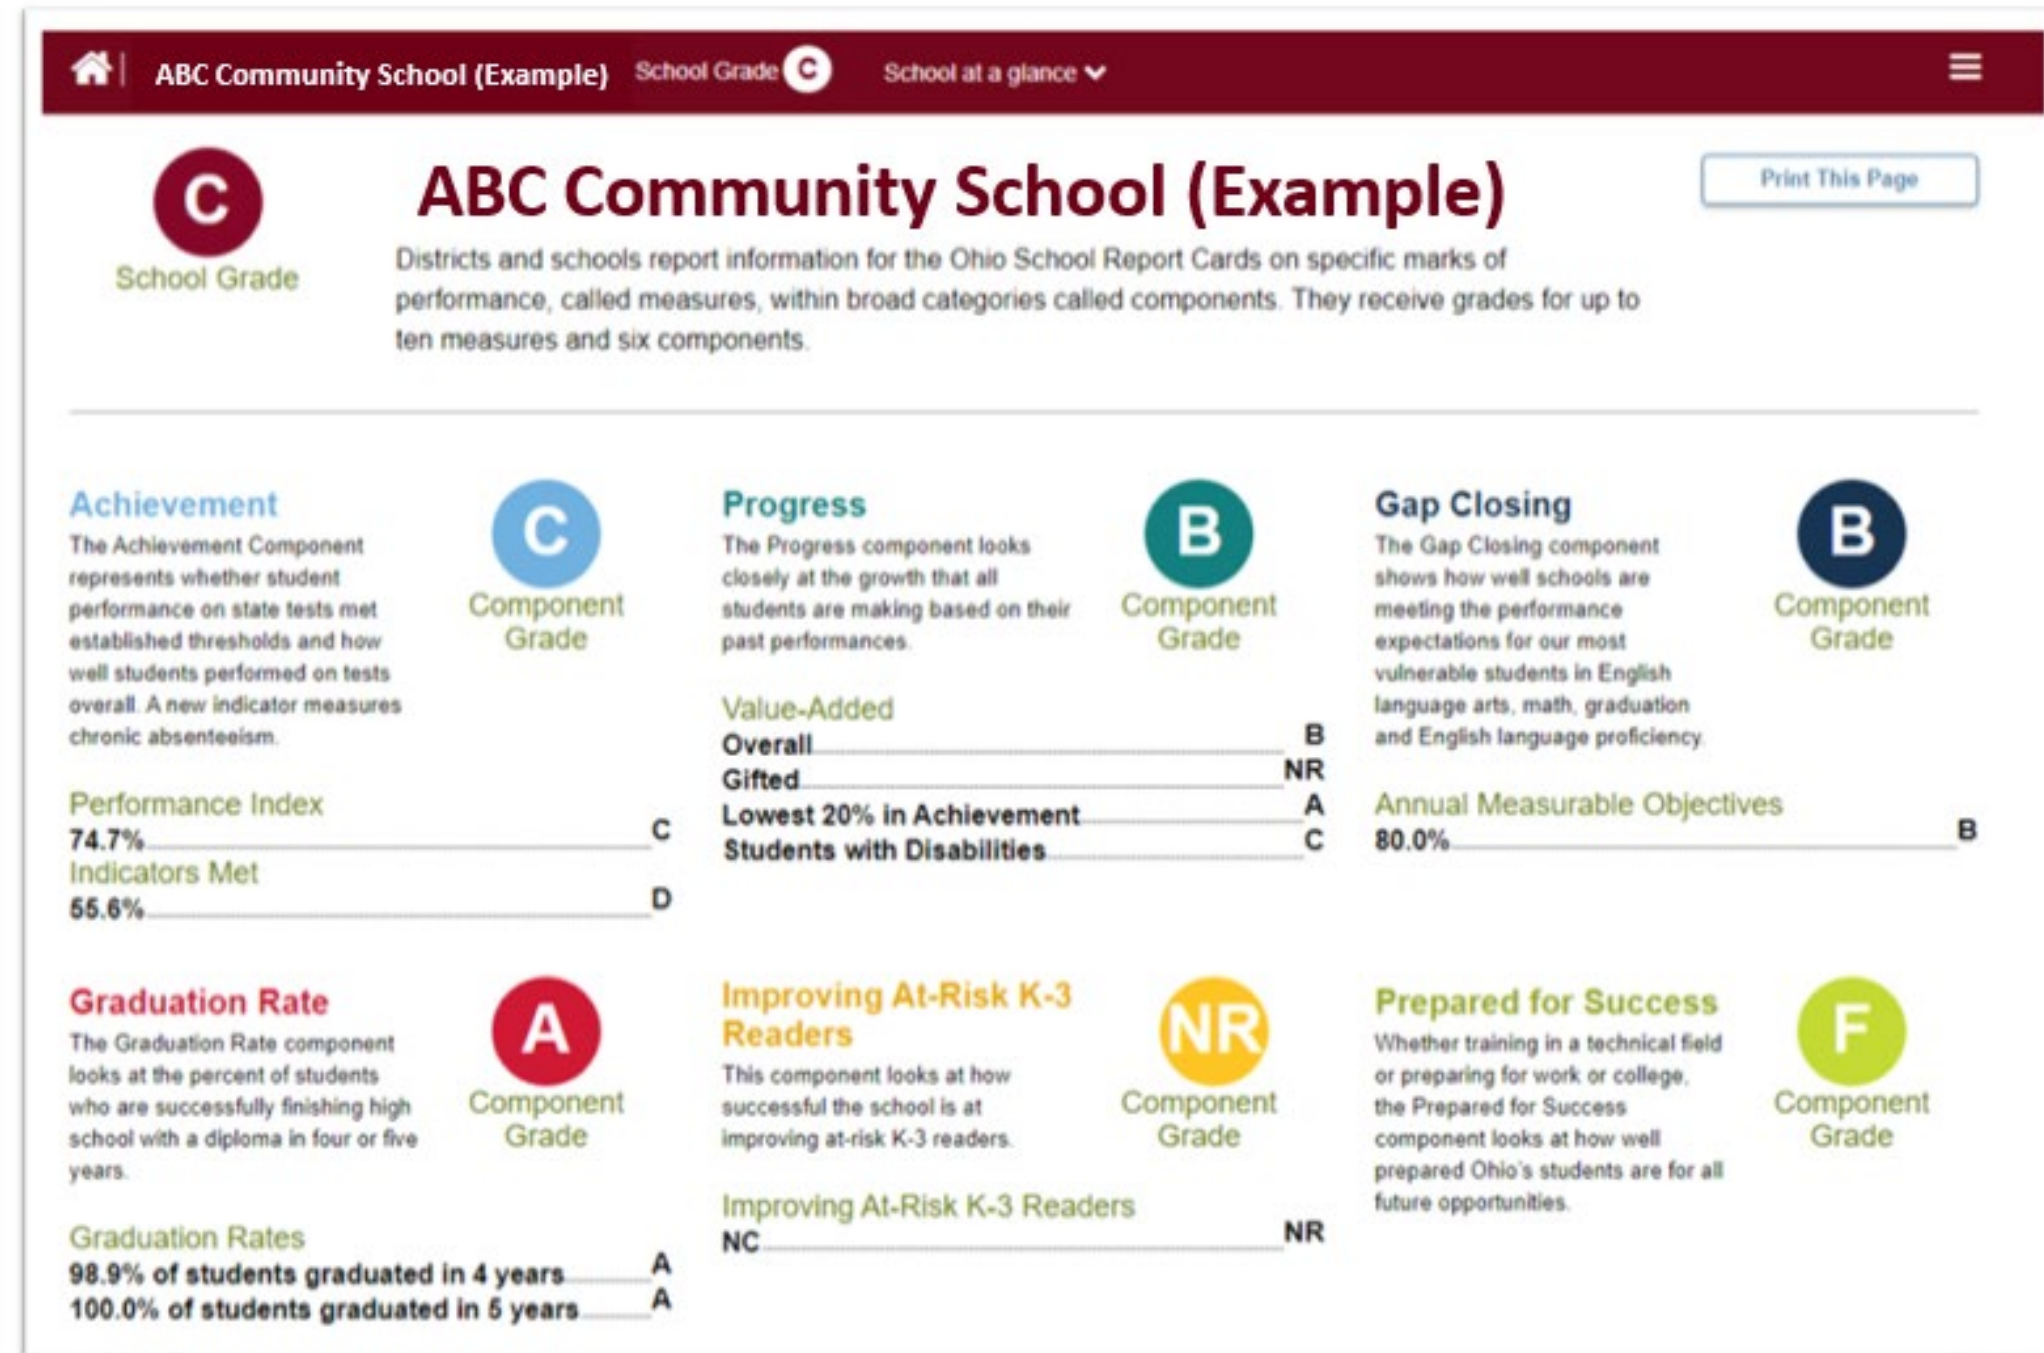 ABC Community School (Example) School Grade C School at a glance
C
School Grade
ABC Community School (Example)
Print This Page
Districts and schools report information for the Ohio School Report Cards on specific marks of
performance, called measures, within broad categories called components. They receive grades for up to
ten measures and six components.
Achievement
C
Component
Grade
The Achievement Component
represents whether student
performance on state tests met
established thresholds and how
well students performed on tests
overall. A new indicator measures
chronic absenteeism.
Performance Index
74.7% C
Indicators Met
55.6% D
Progress
B
Component
Grade
The Progress component looks
closely at the growth that all
students are making based on their
past performances.
Value-Added
Overall B
Gifted NR
Lowest 20% in Achievement A
Students with Disabilities C
Gap Closing
B
Component
Grade
The Gap Closing component
shows how well schools are
meeting the performance
expectations for our most
vulnerable students in English
language arts, math, graduation
and English language proficiency.
Annual Measurable Objectives
80.0% B
Graduation Rate
A
Component
Grade
The Graduation Rate component
looks at the percent of students
who are successfully finishing high
school with a diploma in four or five
years.
Graduation Rates
98.9% of students graduated in 4 years A
100.0% of students graduated in 5 years A
Improving At-Risk K-3
Readers
NR
Component
Grade
This component looks at how
successful the school is at
improving at-risk K-3 readers.
Improving At-Risk K-3 Readers
NC NR
Prepared for Success
F
Component
Grade
Whether training in a technical field
or preparing for work or college,
the Prepared for Success
component looks at how well
prepared Ohio's students are for all
future opportunities.